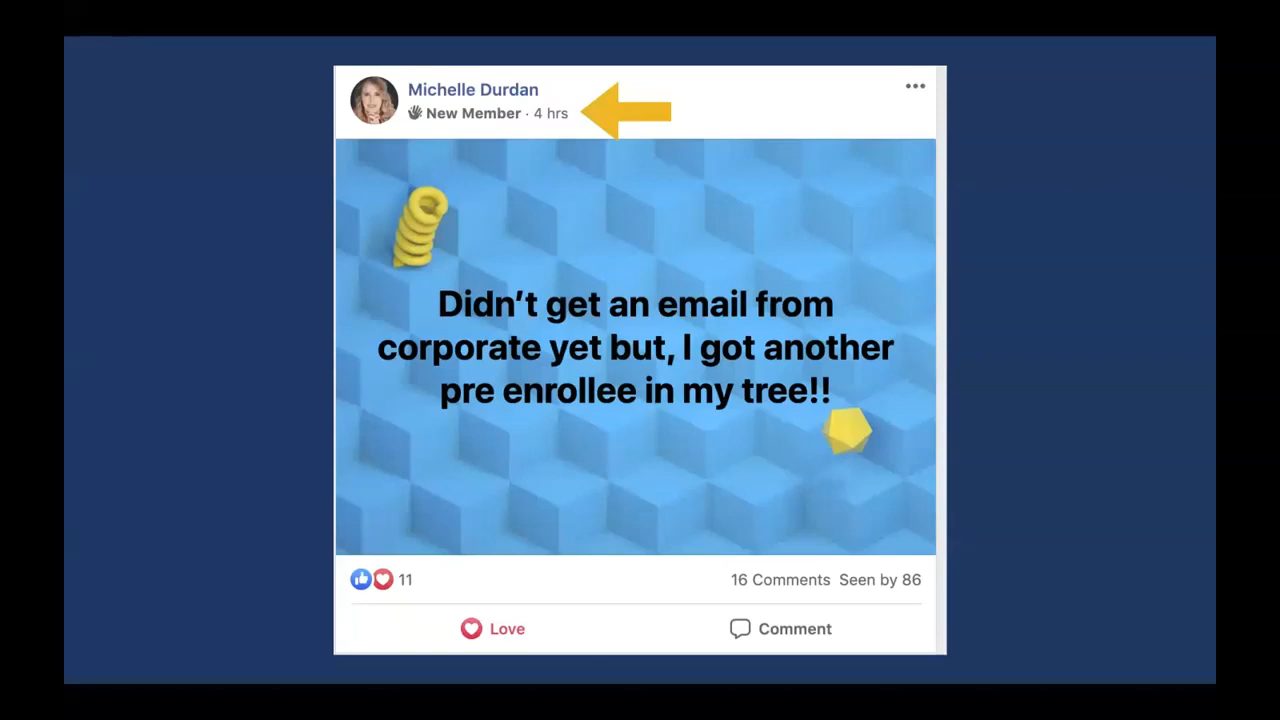 Michelle Durdan
New Member · 4 hrs
Didn't get an email from
corporate yet but, I got another
pre enrollee in my tree!!
11
16 Comments Seen by 86
Love
Comment